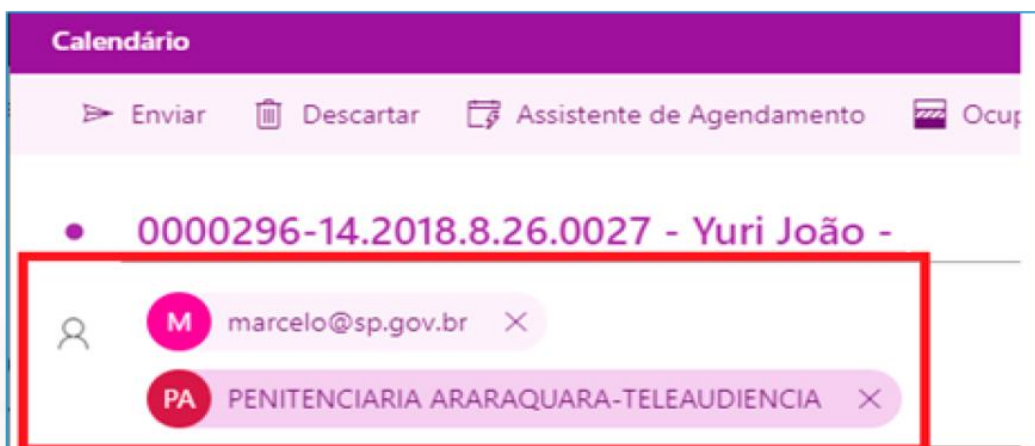 Calendário
Enviar Descartar Assistente de Agendamento Ocup
0000296-14.2018.8.26.0027 - Yuri João -
M marcelo@sp.gov.br
PA PENITENCIARIA ARARAQUARA-TELEAUDIENCIA